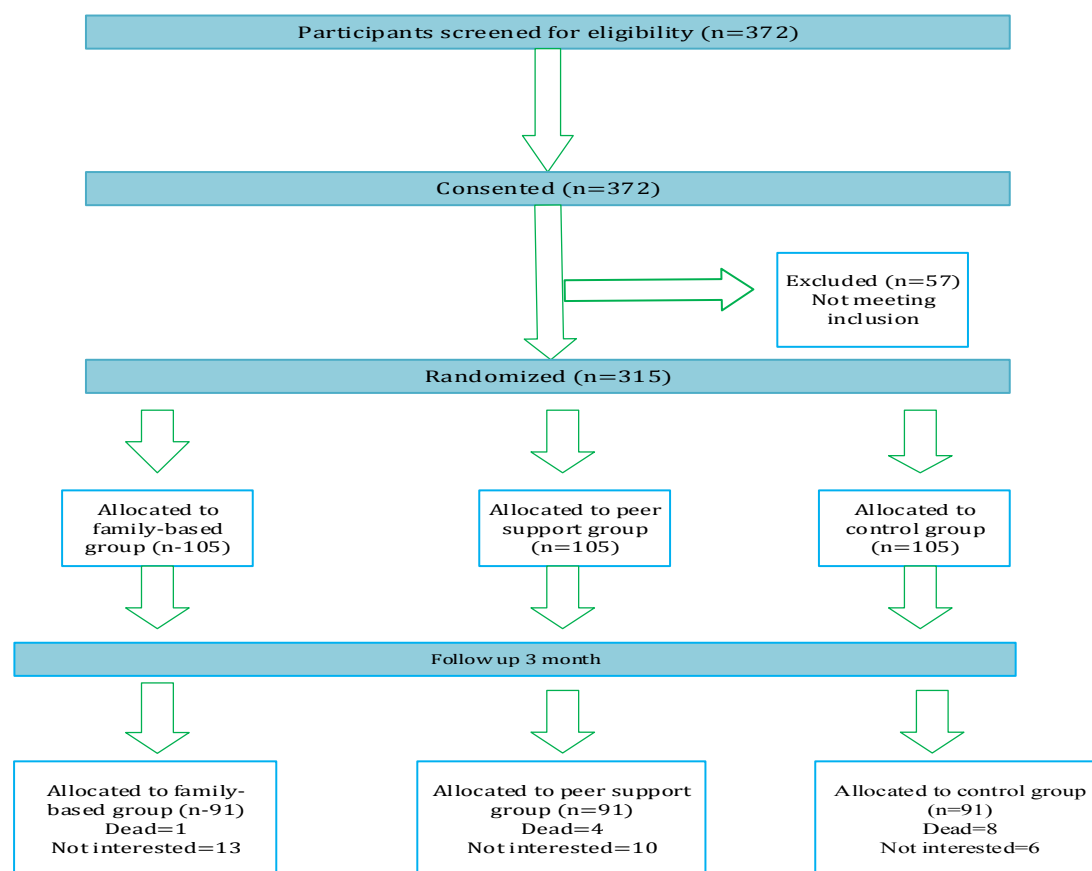 Participants screened for eligibility (n=372)
Consented (n=372)
Excluded (n=57)
Not meeting
inclusion
Randomized (n=315)
Allocated to
family-based
group (n-105)
Allocated to peer
support group
(n=105)
Allocated to
control group
(n=105)
Follow up 3 month
Allocated to family-
based group (n-91)
Dead=1
Not interested=13
Allocated to peer support
group (n=91)
Dead=4
Not interested=10
Allocated to control group
(n=91)
Dead=8
Not interested=6